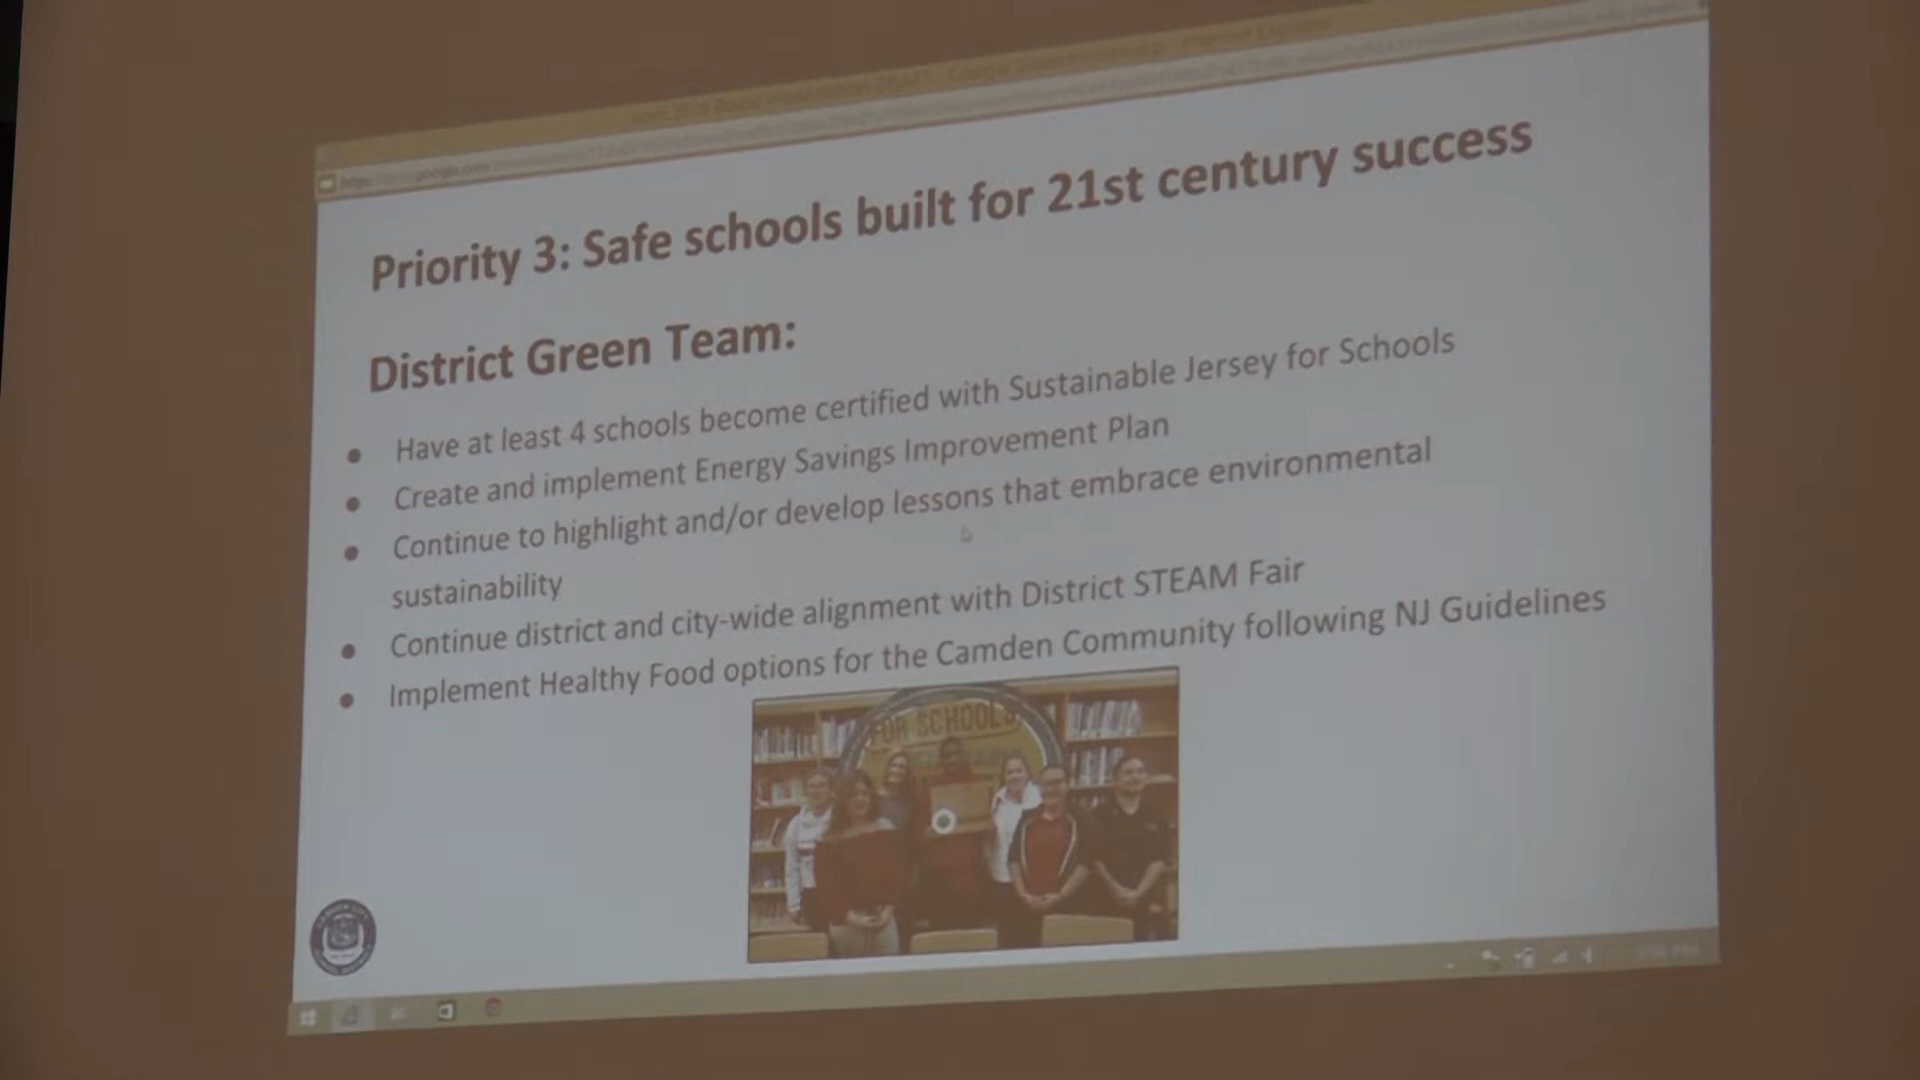 Priority 3: Safe schools built for 21st century success
District Green Team:
● Have at least 4 schools become certified with Sustainable Jersey for Schools
● Create and implement Energy Savings Improvement Plan
● Continue to highlight and/or develop lessons that embrace environmental
sustainability
● Continue district and city-wide alignment with District STEAM Fair
● Implement Healthy Food options for the Camden Community following NJ Guidelines
FOR SCHOOLS